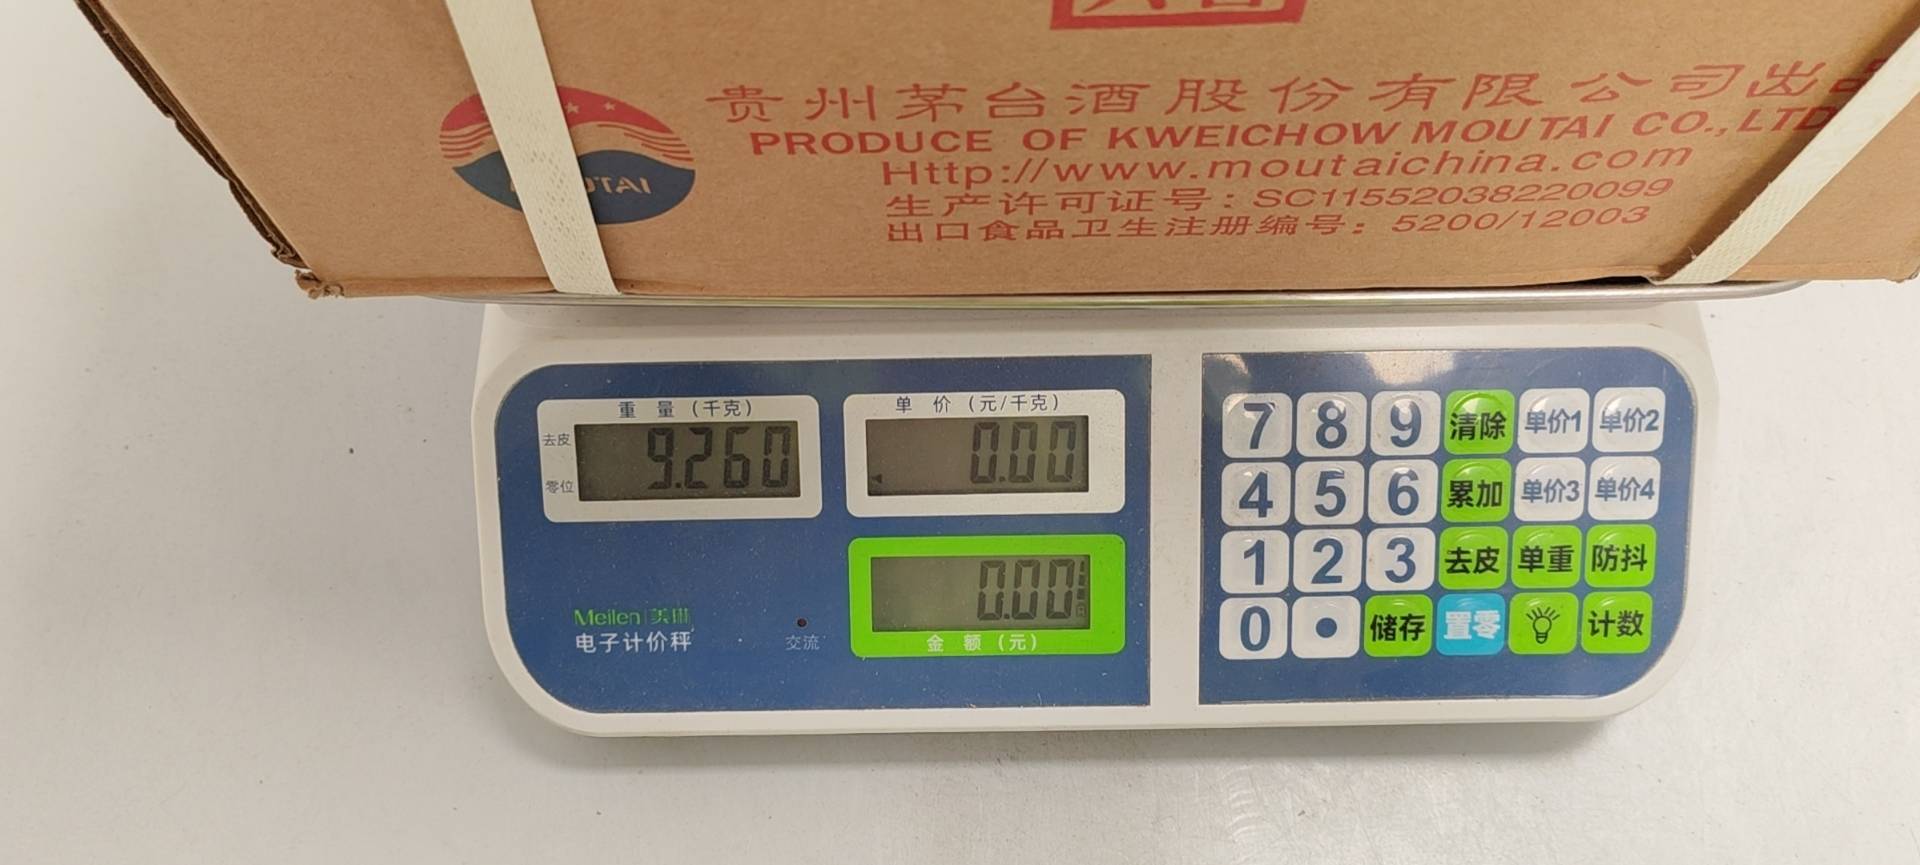 贵州茅台酒股份有限公司出
PRODUCE OF KWEICHOW MOUTAI CO., LTD
Http://www.moutaichina.com
生产许可证号：SC11552038220099
出口食品卫生注册编号：5200/12003
重 量 (千克)
去皮
零位
9.260
单 价 (元/千克)
0.00
0.00
金 额 (元)
Meilen 美琳
电子计价秤
交流
7 8 9 清除 单价1 单价2
4 5 6 累加 单价3 单价4
1 2 3 去皮 单重 防抖
0 • 储存 置零 计数